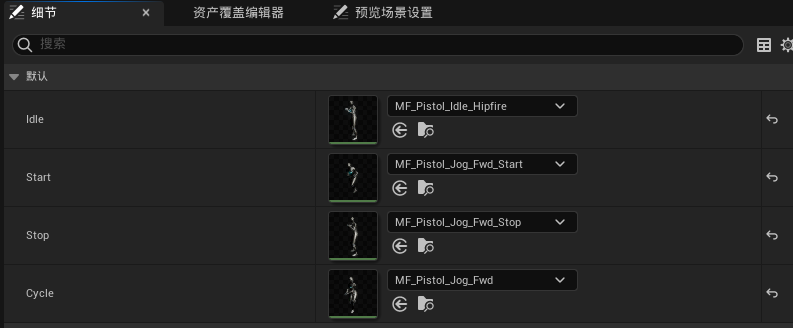 细节
资产覆盖编辑器
预览场景设置
搜索
默认
Idle
MF_Pistol_Idle_Hipfire
Start
MF_Pistol_Jog_Fwd_Start
Stop
MF_Pistol_Jog_Fwd_Stop
Cycle
MF_Pistol_Jog_Fwd